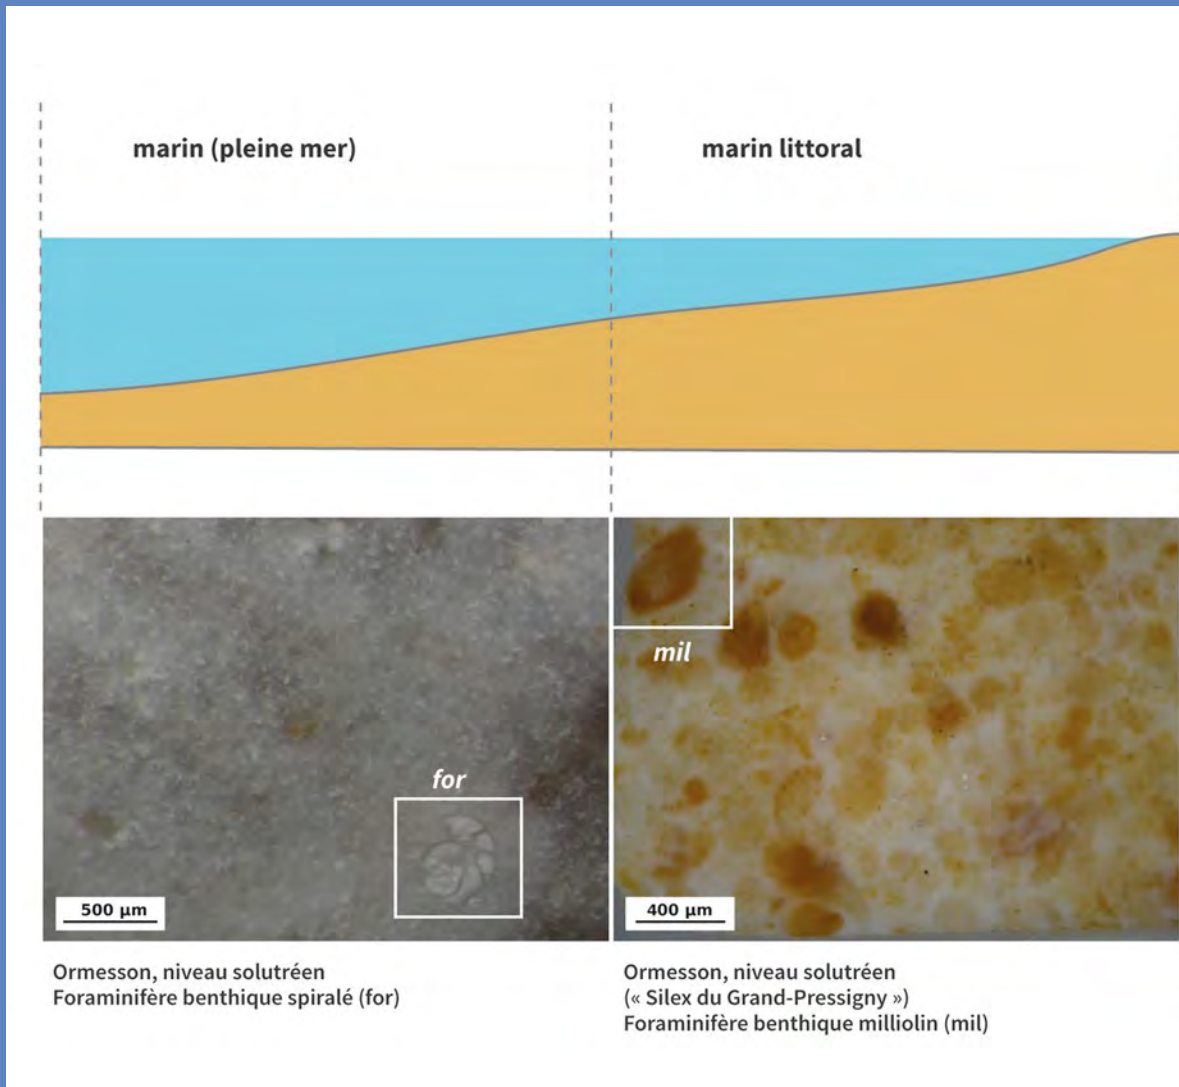 marin (pleine mer)
marin littoral
for
500 µm
mil
400 µm
Ormesson, niveau solutréen
Foraminifère benthique spiralé (for)
Ormesson, niveau solutréen
(« Silex du Grand-Pressigny »)
Foraminifère benthique milliolin (mil)